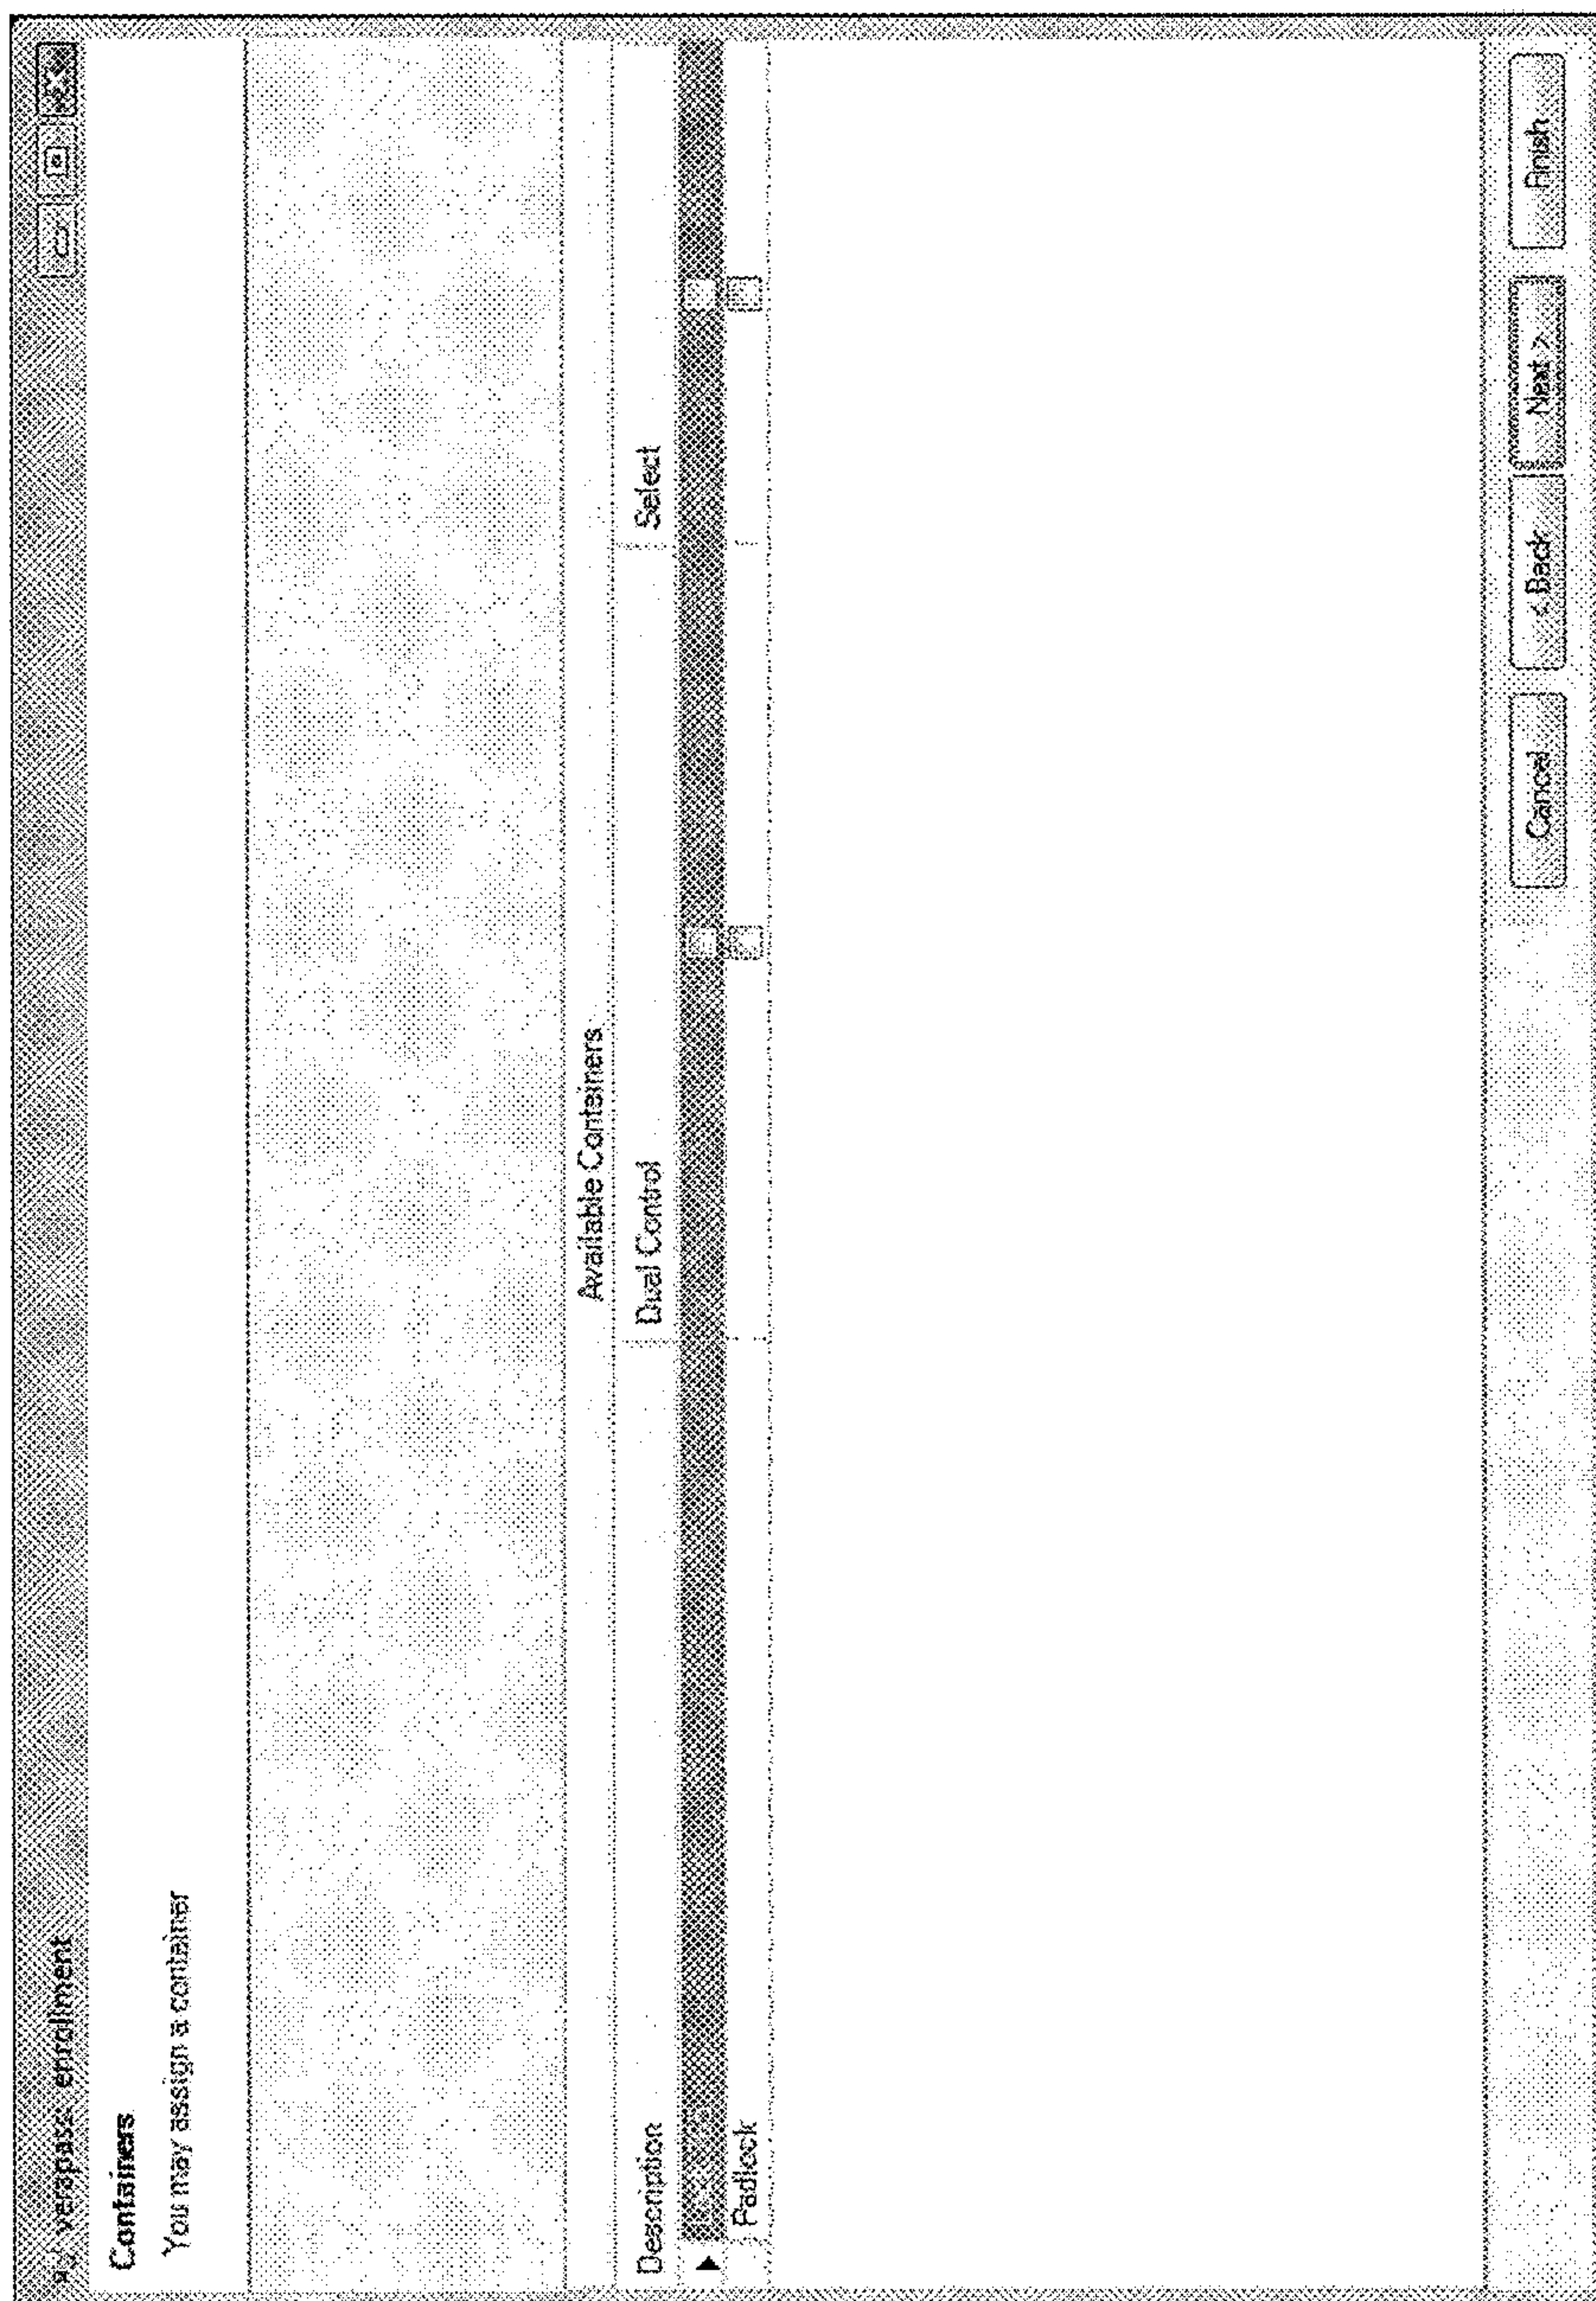 verapass: enrollment
Containers
You may assign a container
Available Containers
Description Dual Control Select
Padlock
Cancel < Back Next > Finish